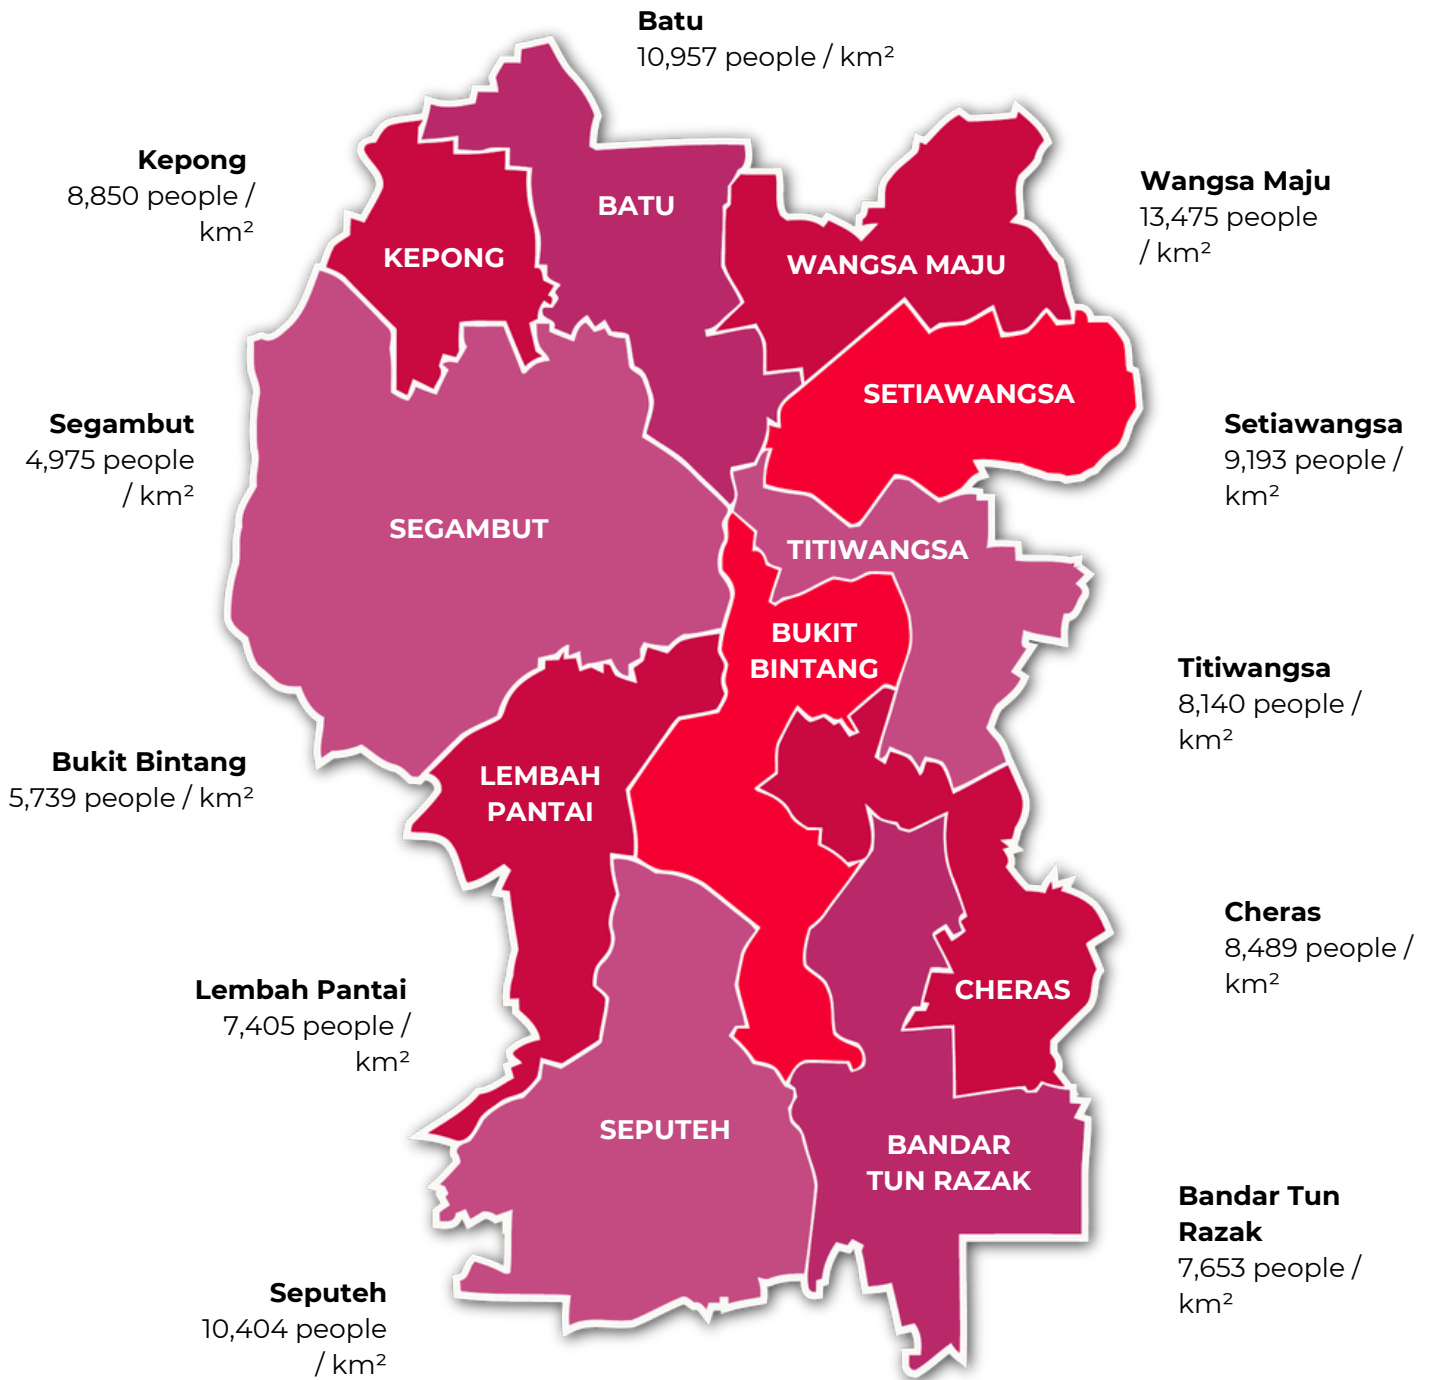 Batu
10,957 people / km²
Kepong
8,850 people /
km²
Wangsa Maju
13,475 people
/ km²
BATU
KEPONG
WANGSA MAJU
SETIAWANGSA
Segambut
4,975 people
/ km²
Setiawangsa
9,193 people /
km²
SEGAMBUT
TITIWANGSA
BUKIT
BINTANG
Titiwangsa
8,140 people /
km²
Bukit Bintang
5,739 people / km²
LEMBAH
PANTAI
Cheras
8,489 people /
km²
Lembah Pantai
7,405 people /
km²
CHERAS
SEPUTEH
BANDAR
TUN RAZAK
Bandar Tun
Razak
7,653 people /
km²
Seputeh
10,404 people
/ km²